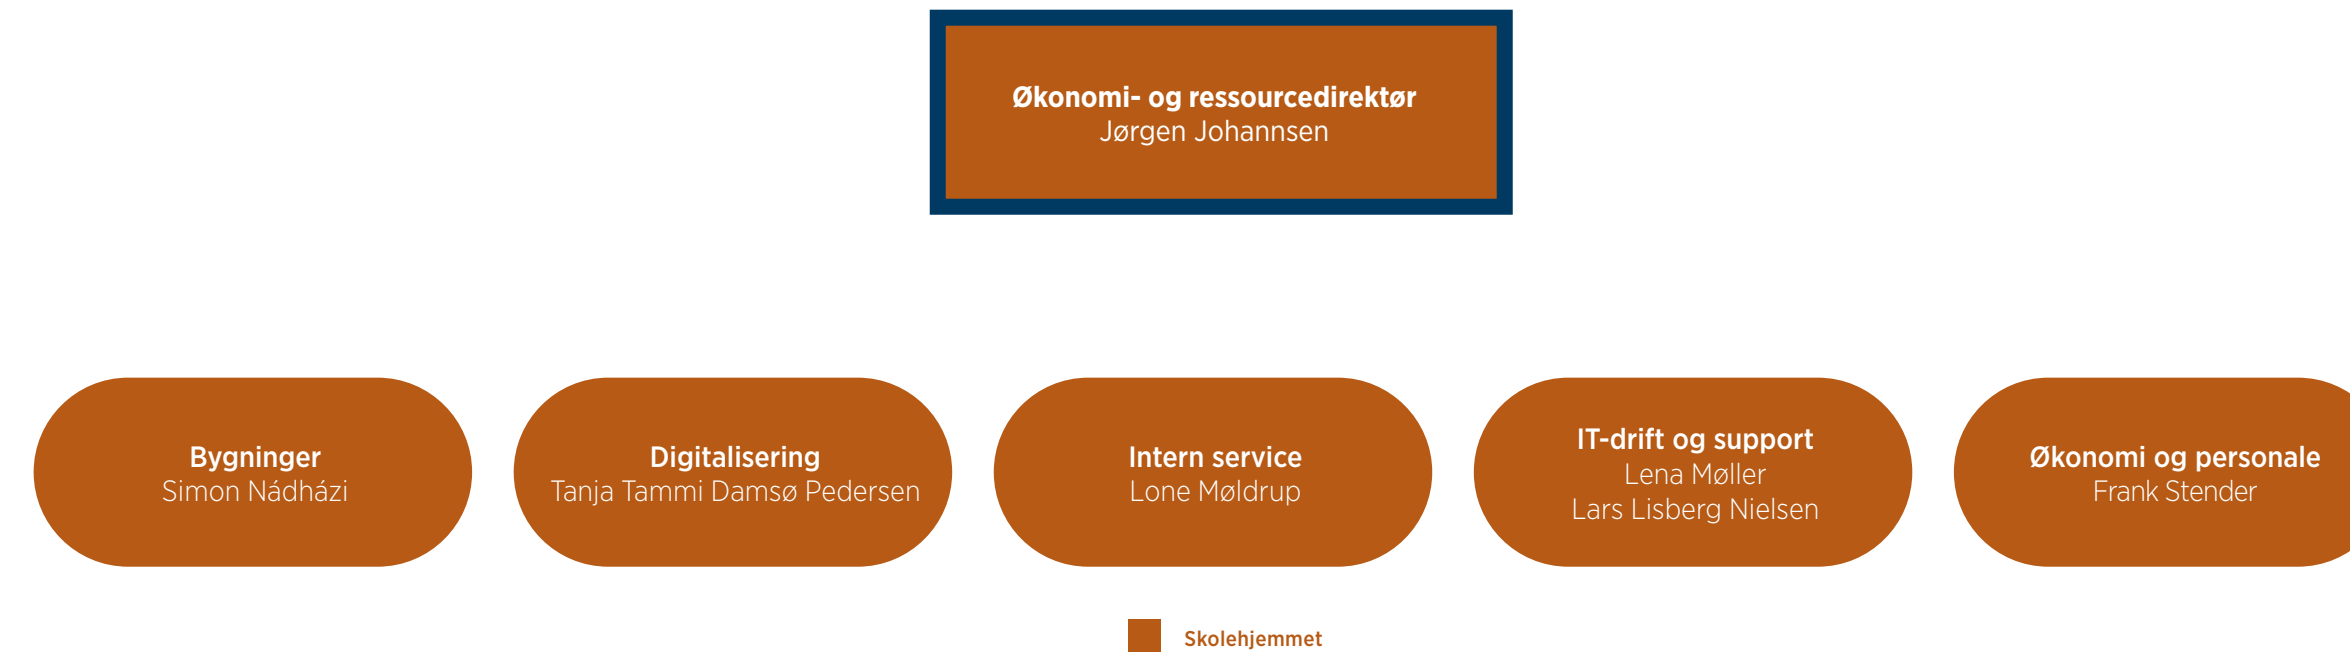 Økonomi- og ressourcedirektør
Jørgen Johannsen
Bygninger
Simon Nádházi
Digitalisering
Tanja Tammi Damsø Pedersen
Intern service
Lone Møldrup
IT-drift og support
Lena Møller
Lars Lisberg Nielsen
Økonomi og personale
Frank Stender
Skolehjemmet